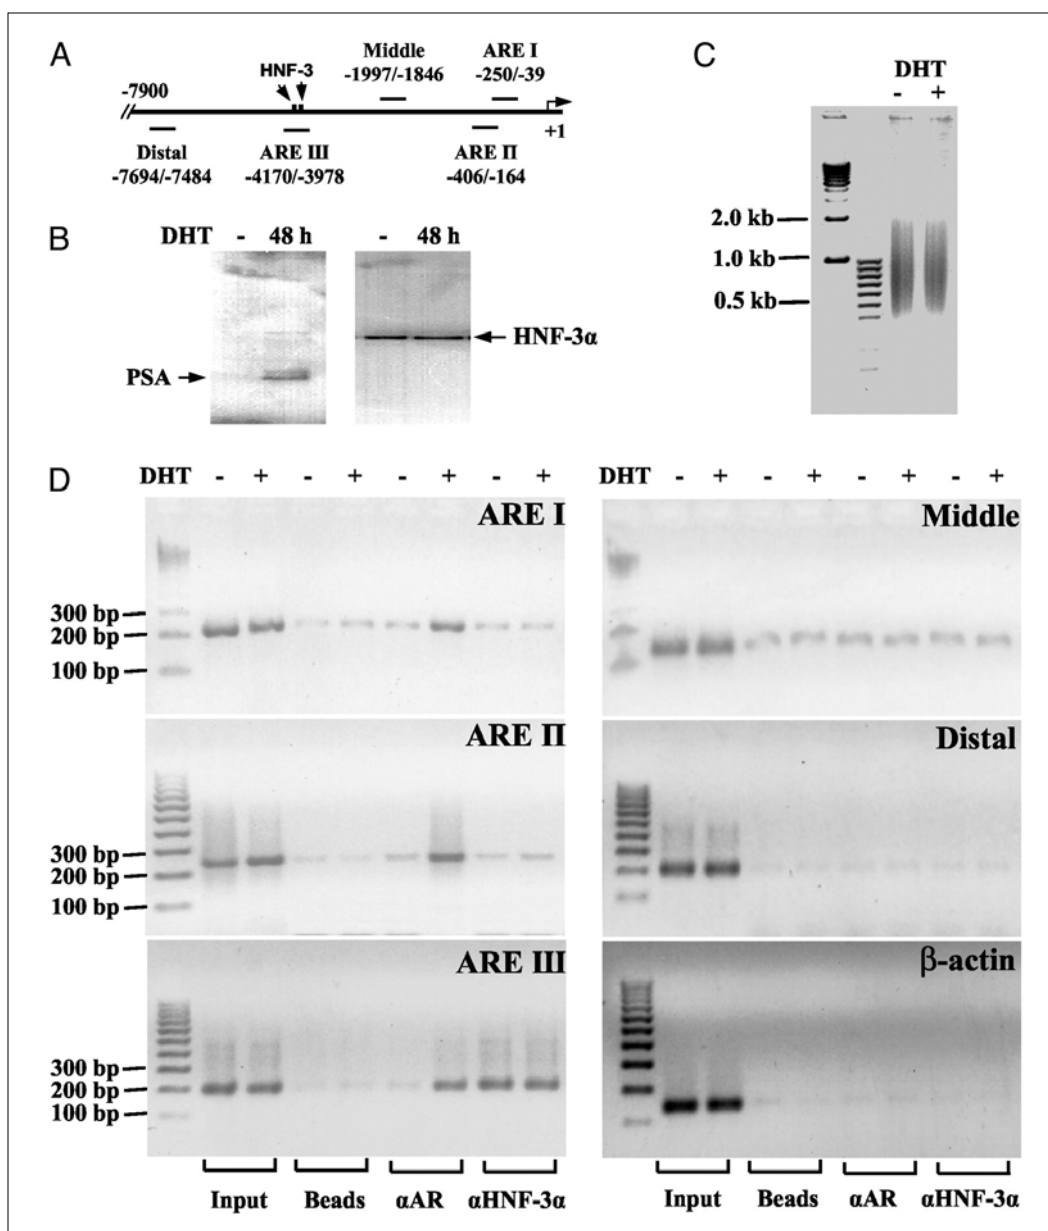 A
-7900
HNF-3
Middle
-1997/-1846
ARE I
-250/-39
+1
Distal
-7694/-7484
ARE III
-4170/-3978
ARE II
-406/-164
B
DHT - 48 h
- 48 h
PSA
HNF-3α
C
DHT
- +
2.0 kb
1.0 kb
0.5 kb
D
DHT - + - + - + - +
ARE I
300 bp
200 bp
100 bp
ARE II
300 bp
200 bp
100 bp
ARE III
300 bp
200 bp
100 bp
Input Beads αAR αHNF-3α
DHT - + - + - + - +
Middle
Distal
β-actin
Input Beads αAR αHNF-3α